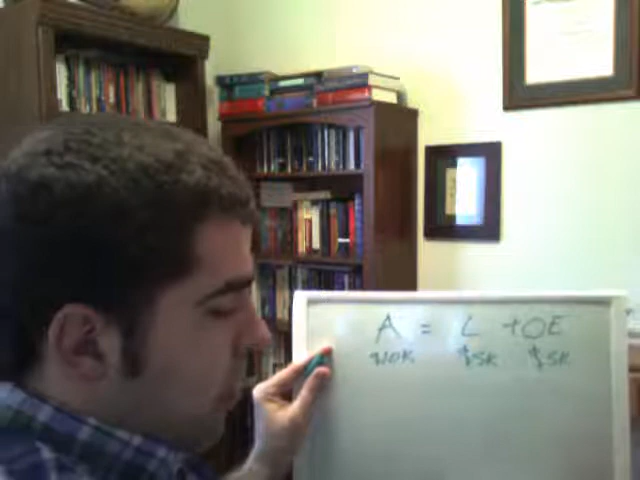 A = L + OE
$10K $5K $5K